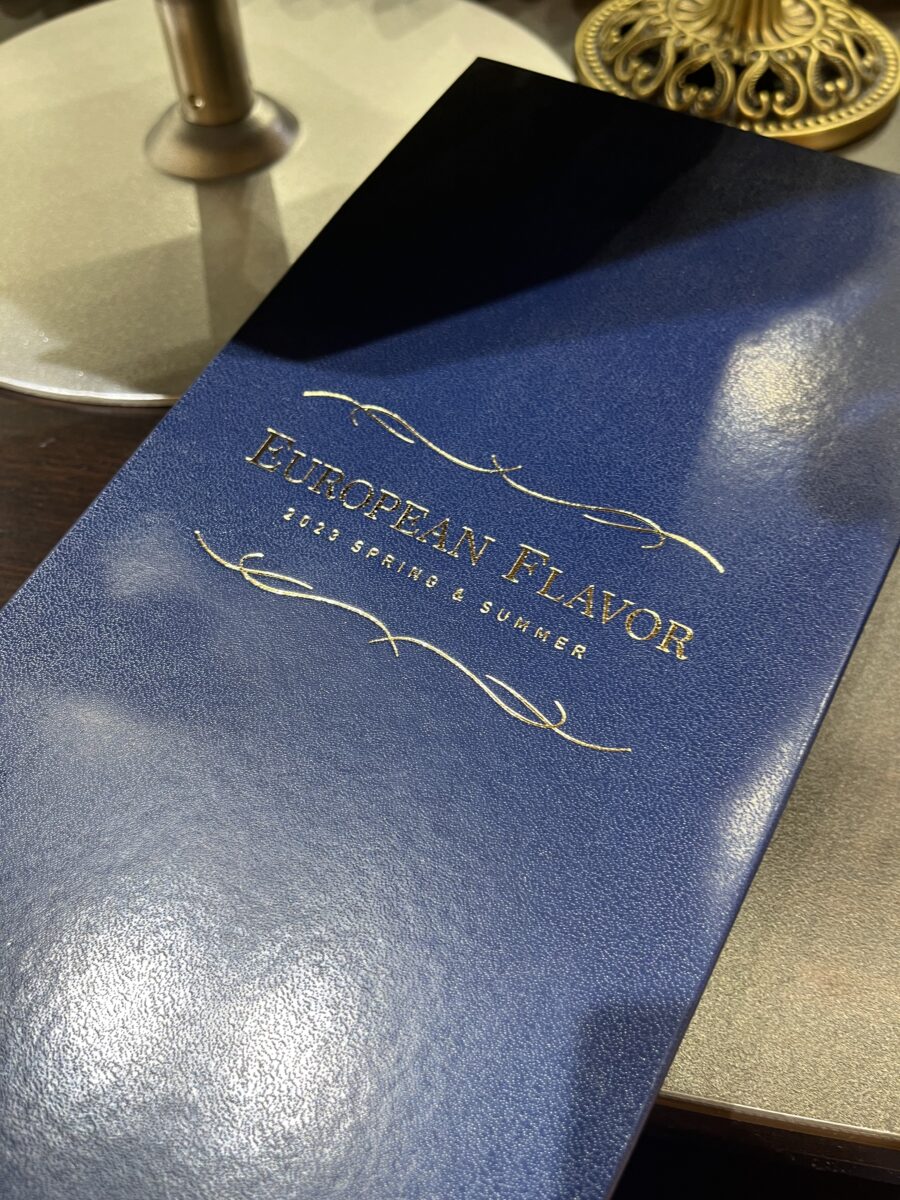 EUROPEAN FLAVOR
2023 SPRING & SUMMER